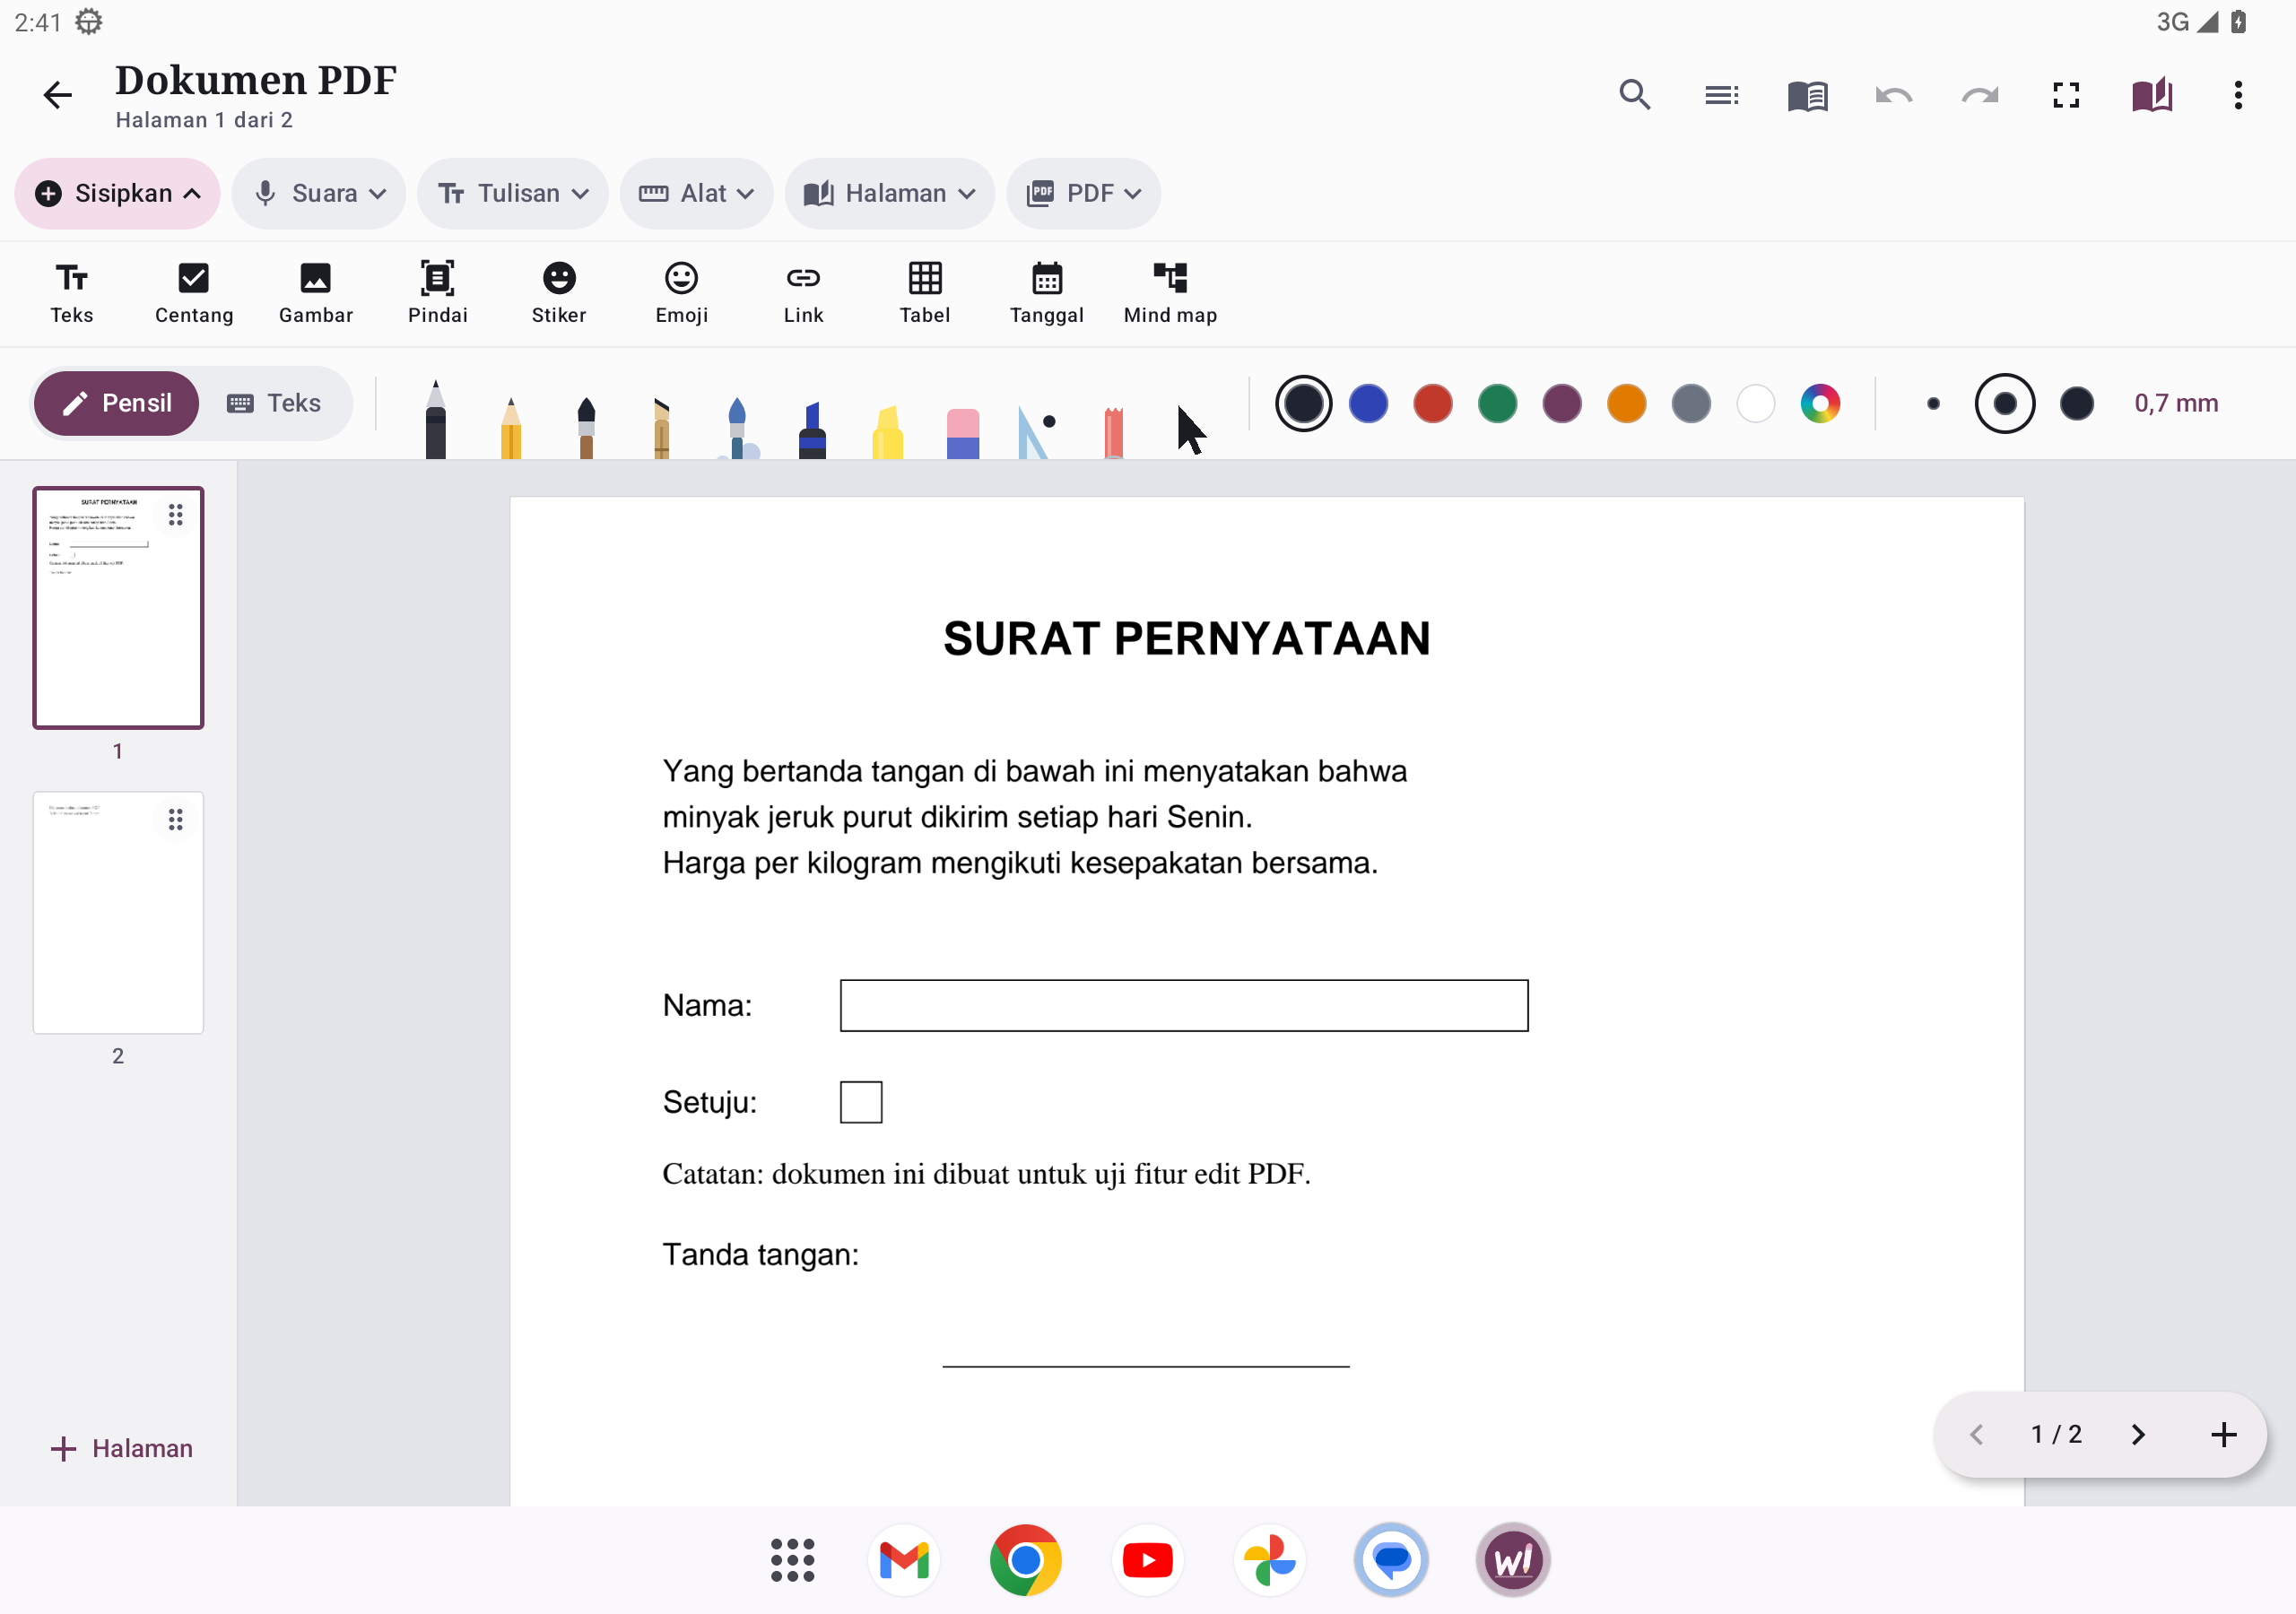 2:41
3G
Dokumen PDF
Halaman 1 dari 2
Sisipkan
Suara
Tulisan
Alat
Halaman
PDF
PDF
Teks
Centang
Gambar
Pindai
Stiker
Emoji
Link
Tabel
Tanggal
Mind map
Pensil
Teks
0,7 mm
SURAT PERNYATAAN
1
2
Halaman
SURAT PERNYATAAN
Yang bertanda tangan di bawah ini menyatakan bahwa
minyak jeruk purut dikirim setiap hari Senin.
Harga per kilogram mengikuti kesepakatan bersama.
Nama:
Setuju:
Catatan: dokumen ini dibuat untuk uji fitur edit PDF.
Tanda tangan:
1 / 2